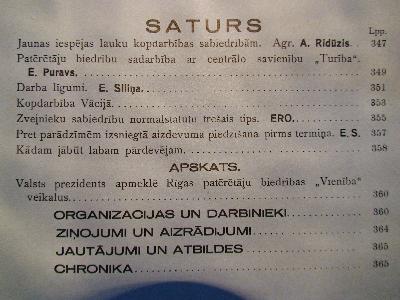 SATURS
Lpp.
Jaunas iespējas lauku kopdarbības sabiedrībām. Agr. A. Ridūzis. . 347
Patērētāju biedrību sadarbība ar centrālo savienību „Turība“.
E. Puravs. 349
Darba līgumi. E. Siliņa. 351
Kopdarbība Vācijā. 353
Zvejnieku sabiedrību normalstatūtu trešais tips. ERO. 355
Pret parādzīmēm izsniegtā aizdevuma piedzīšana pirms termiņa. E. S. 357
Kādam jābūt labam pārdevējam. 358
APSKATS.
Valsts prezidents apmeklē Rīgas patērētāju biedrības „Vienība“
veikalus. 360
ORGANIZACIJAS UN DARBINIEKI. 360
ZIŅOJUMI UN AIZRĀDIJUMI. 364
JAUTĀJUMI UN ATBILDES 365
CHRONIKA. 365